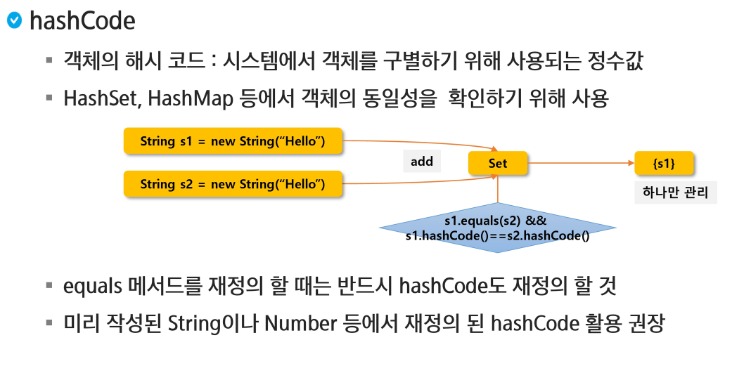 hashCode
객체의 해시 코드 : 시스템에서 객체를 구별하기 위해 사용되는 정수값
HashSet, HashMap 등에서 객체의 동일성을 확인하기 위해 사용
String s1 = new String(“Hello”)
add
Set
{s1}
String s2 = new String(“Hello”)
하나만 관리
s1.equals(s2) &&
s1.hashCode()==s2.hashCode()
equals 메서드를 재정의 할 때는 반드시 hashCode도 재정의 할 것
미리 작성된 String이나 Number 등에서 재정의 된 hashCode 활용 권장